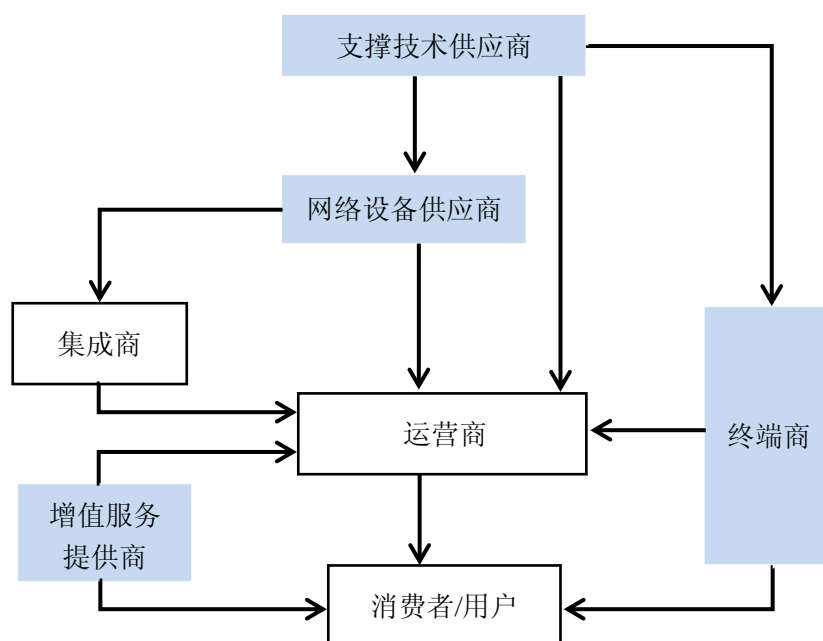 支撑技术供应商
网络设备供应商
集成商
运营商
终端商
增值服务
提供商
消费者/用户